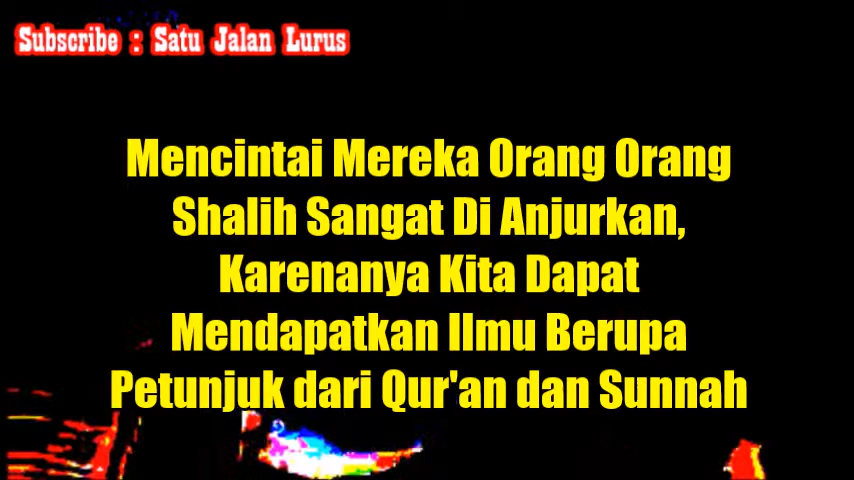 Subscribe : Satu Jalan Lurus
Mencintai Mereka Orang Orang
Shalih Sangat Di Anjurkan,
Karenanya Kita Dapat
Mendapatkan Ilmu Berupa
Petunjuk dari Qur'an dan Sunnah